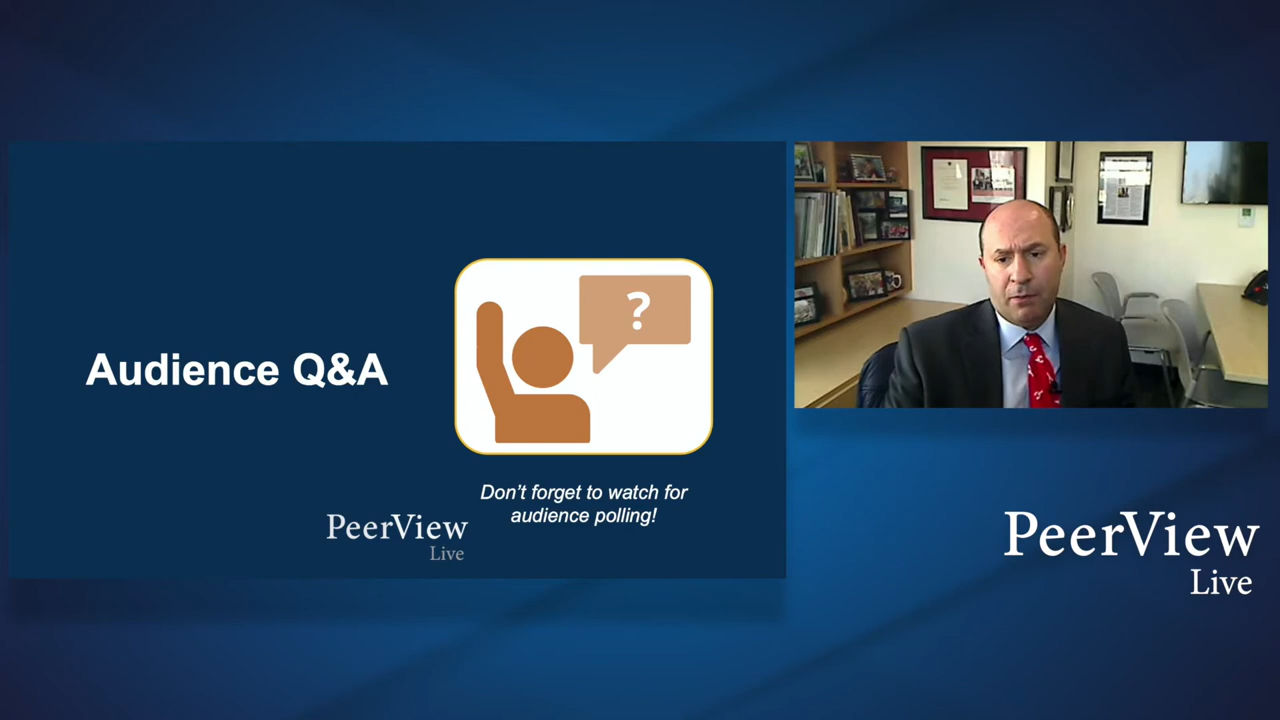 Audience Q&A
?
Don't forget to watch for
audience polling!
PeerView
Live
PeerView
Live